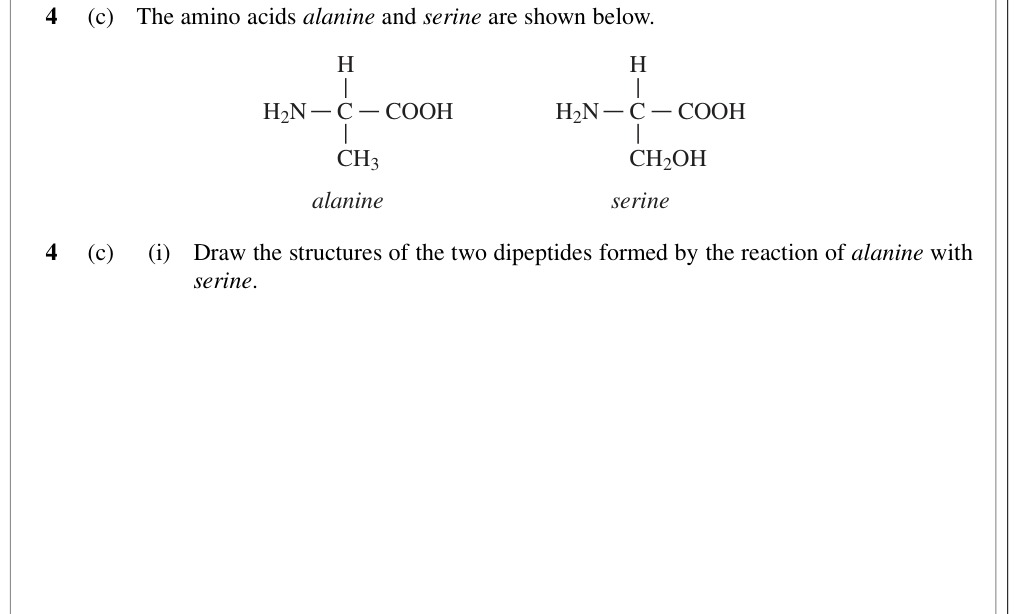 4 (c) The amino acids alanine and serine are shown below.
H H
H₂N — C — COOH H₂N — C — COOH
CH₃ CH₂OH
alanine serine
4 (c) (i) Draw the structures of the two dipeptides formed by the reaction of alanine with
serine.